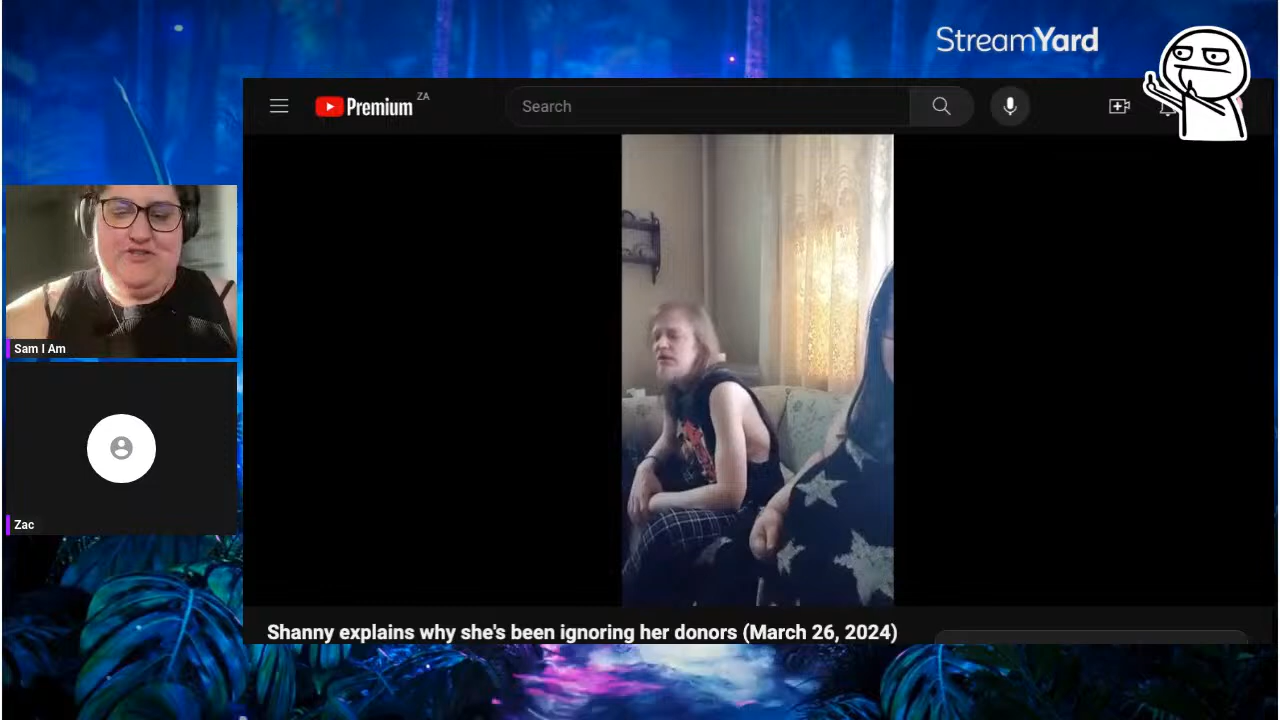 StreamYard
Premium ZA
Search
Sam I Am
Zac
Shanny explains why she's been ignoring her donors (March 26, 2024)